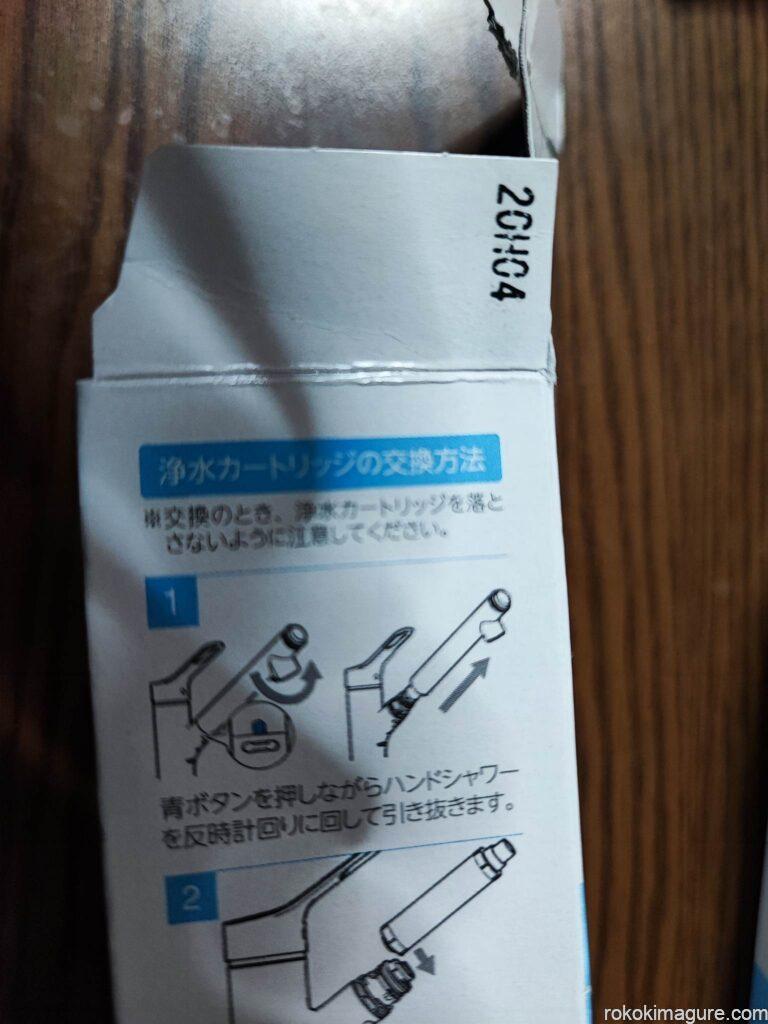 20H04
浄水カートリッジの交換方法
※交換のとき、浄水カートリッジを落と
さないように注意してください。
1
青ボタンを押しながらハンドシャワー
を反時計回りに回して引き抜きます。
2
rokokimagure.com